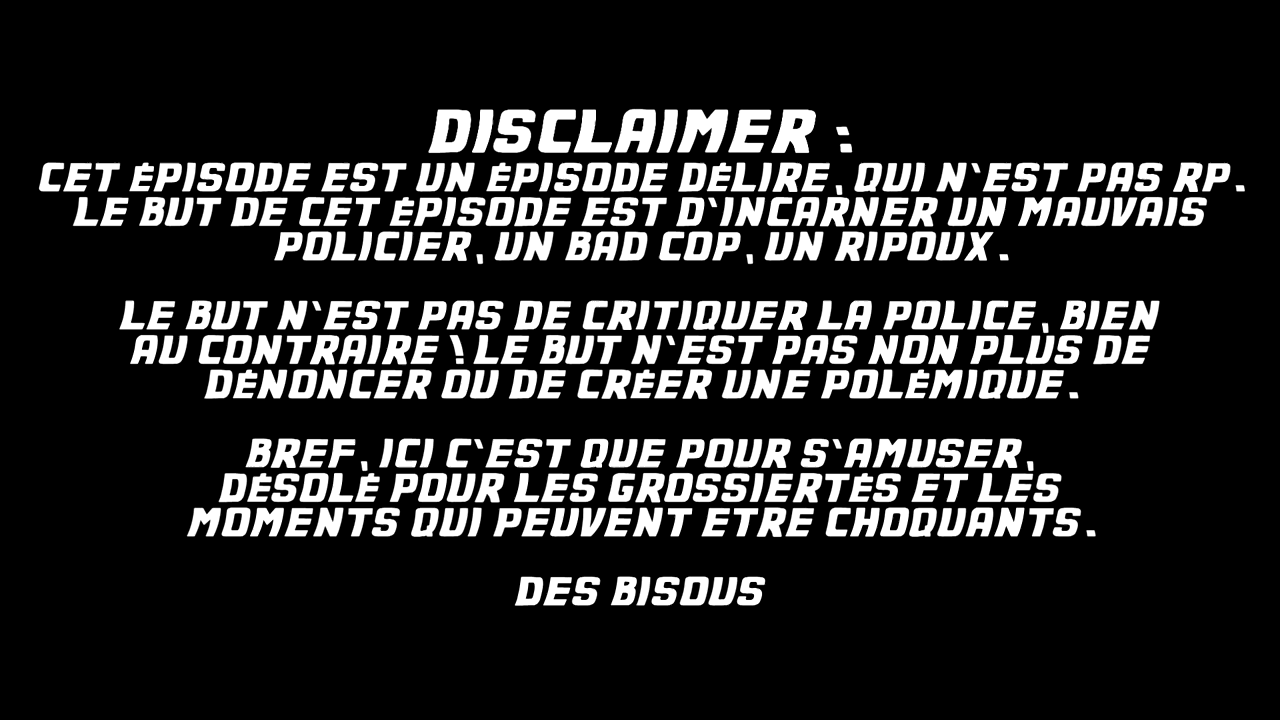 DISCLAIMER :
CET ÉPISODE EST UN ÉPISODE DÉLIRE, QUI N'EST PAS RP.
LE BUT DE CET ÉPISODE EST D'INCARNER UN MAUVAIS
POLICIER, UN BAD COP, UN RIPOUX.
LE BUT N'EST PAS DE CRITIQUER LA POLICE, BIEN
AU CONTRAIRE ! LE BUT N'EST PAS NON PLUS DE
DÉNONCER OU DE CRÉER UNE POLÉMIQUE.
BREF, ICI C'EST QUE POUR S'AMUSER,
DÉSOLÉ POUR LES GROSSIERTÉS ET LES
MOMENTS QUI PEUVENT ETRE CHOQUANTS.
DES BISOUS